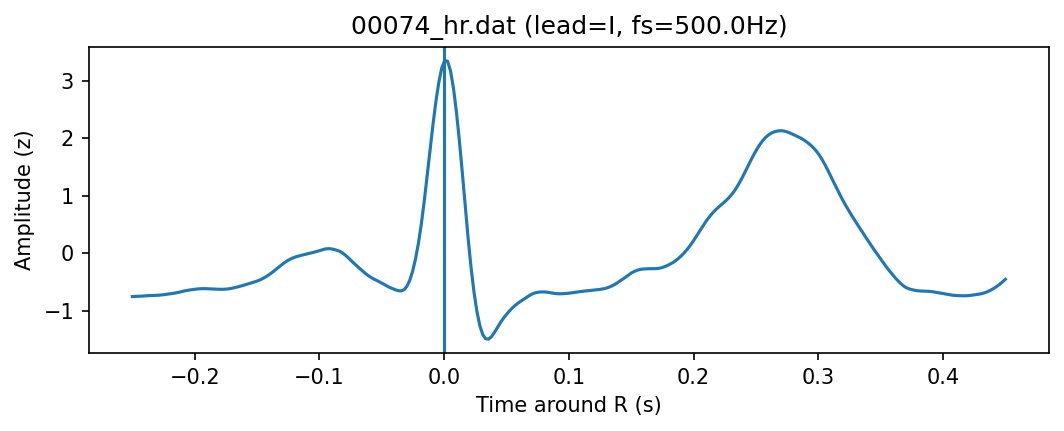 00074_hr.dat (lead=I, fs=500.0Hz)
Amplitude (z)
3
2
1
0
−1
−0.2 −0.1 0.0 0.1 0.2 0.3 0.4
Time around R (s)